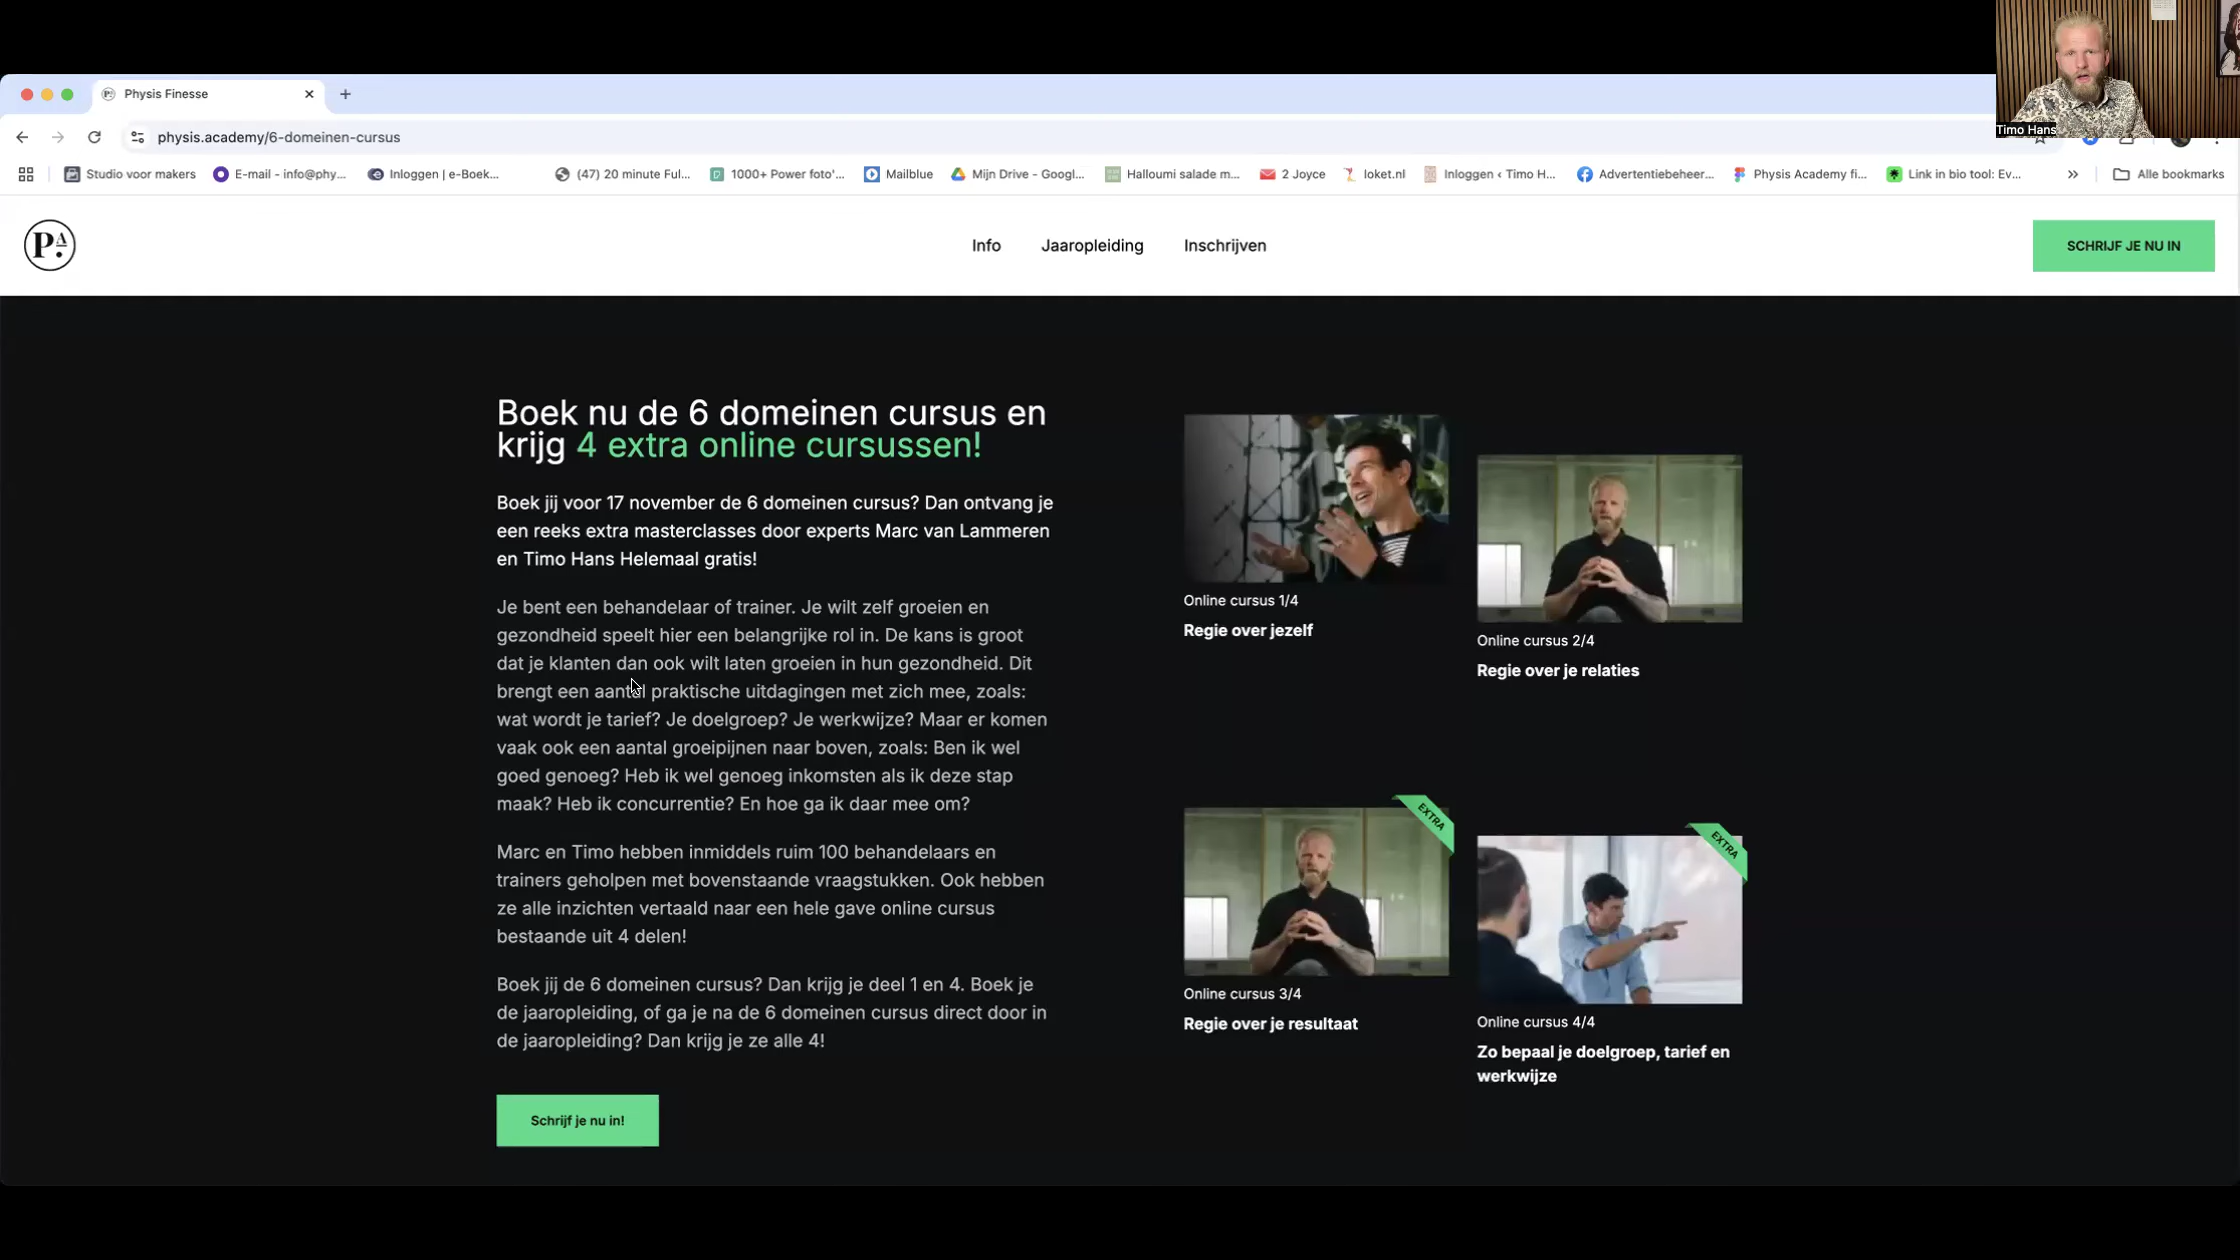 Timo Hans
Physis Finesse
physis.academy/6-domeinen-cursus
Studio voor makers
E-mail - info@phy...
Inloggen | e-Boek...
(47) 20 minute Ful...
1000+ Power foto'...
Mailblue
Mijn Drive - Googl...
Halloumi salade m...
2 Joyce
loket.nl
Inloggen ‹ Timo H...
Advertentiebeheer...
Physis Academy fi...
Link in bio tool: Ev...
Alle bookmarks
PA.
Info
Jaaropleiding
Inschrijven
SCHRIJF JE NU IN
Boek nu de 6 domeinen cursus en
krijg 4 extra online cursussen!
Boek jij voor 17 november de 6 domeinen cursus? Dan ontvang je
een reeks extra masterclasses door experts Marc van Lammeren
en Timo Hans Helemaal gratis!
Je bent een behandelaar of trainer. Je wilt zelf groeien en
gezondheid speelt hier een belangrijke rol in. De kans is groot
dat je klanten dan ook wilt laten groeien in hun gezondheid. Dit
brengt een aantal praktische uitdagingen met zich mee, zoals:
wat wordt je tarief? Je doelgroep? Je werkwijze? Maar er komen
vaak ook een aantal groeipijnen naar boven, zoals: Ben ik wel
goed genoeg? Heb ik wel genoeg inkomsten als ik deze stap
maak? Heb ik concurrentie? En hoe ga ik daar mee om?
Marc en Timo hebben inmiddels ruim 100 behandelaars en
trainers geholpen met bovenstaande vraagstukken. Ook hebben
ze alle inzichten vertaald naar een hele gave online cursus
bestaande uit 4 delen!
Boek jij de 6 domeinen cursus? Dan krijg je deel 1 en 4. Boek je
de jaaropleiding, of ga je na de 6 domeinen cursus direct door in
de jaaropleiding? Dan krijg je ze alle 4!
Schrijf je nu in!
Online cursus 1/4
Regie over jezelf
Online cursus 2/4
Regie over je relaties
EXTRA
Online cursus 3/4
Regie over je resultaat
EXTRA
Online cursus 4/4
Zo bepaal je doelgroep, tarief en
werkwijze